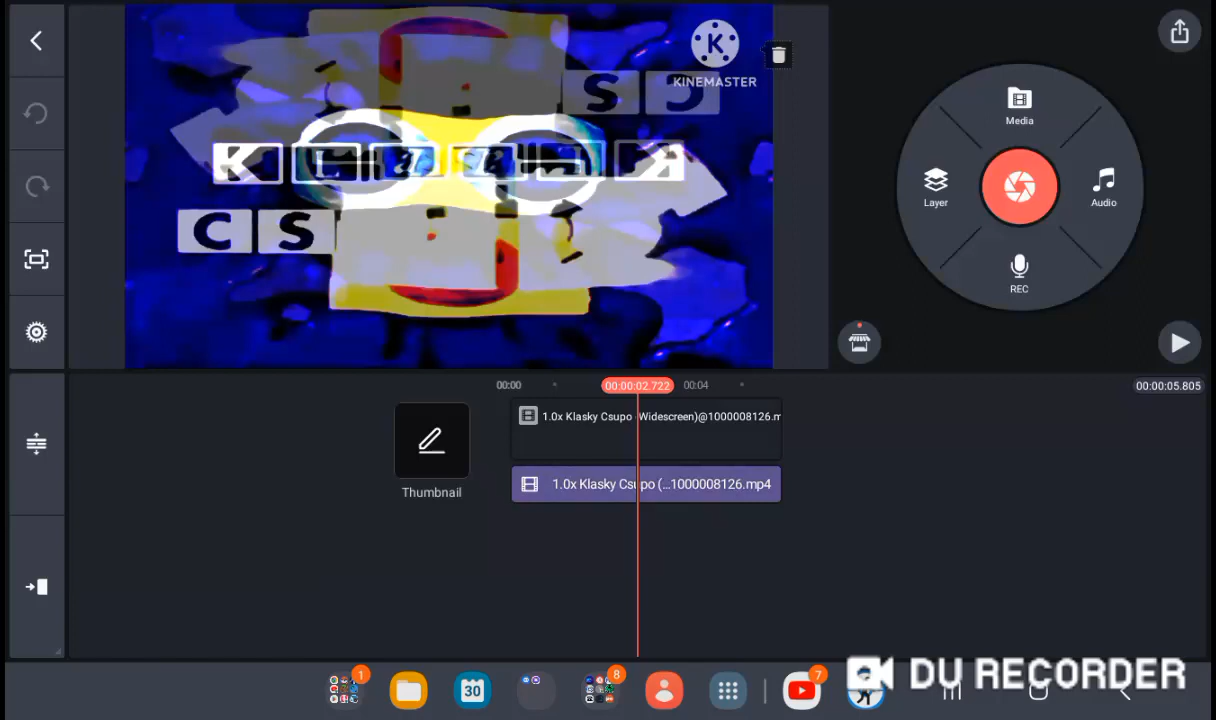 K
KINEMASTER
S
K l a s k
C S
Media
Layer
Audio
REC
00:00
00:00:02.722
00:04
00:00:05.805
Thumbnail
1.0x Klasky Csupo (Widescreen)@1000008126.m
1.0x Klasky Csupo (...1000008126.mp4
1
30
8
7
DU RECORDER